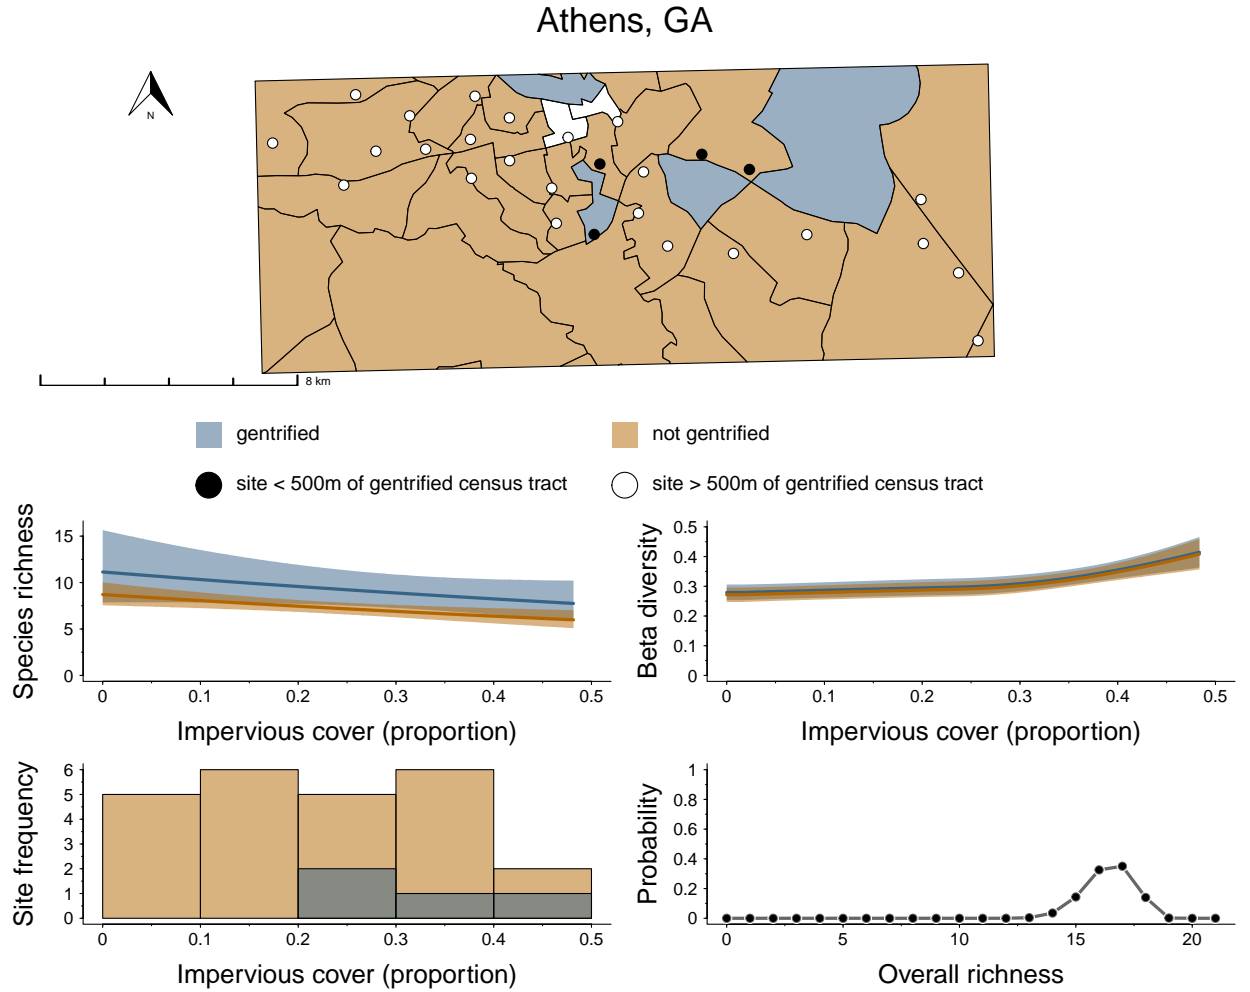 Athens, GA
N
8 km
gentrified
not gentrified
site < 500m of gentrified census tract
site > 500m of gentrified census tract
Species richness
15
10
5
0
0 0.1 0.2 0.3 0.4 0.5
Impervious cover (proportion)
Beta diversity
0.5
0.4
0.3
0.2
0.1
0
0 0.1 0.2 0.3 0.4 0.5
Impervious cover (proportion)
Site frequency
6
5
4
3
2
1
0
0 0.1 0.2 0.3 0.4 0.5
Impervious cover (proportion)
Probability
1
0.8
0.6
0.4
0.2
0
0 5 10 15 20
Overall richness